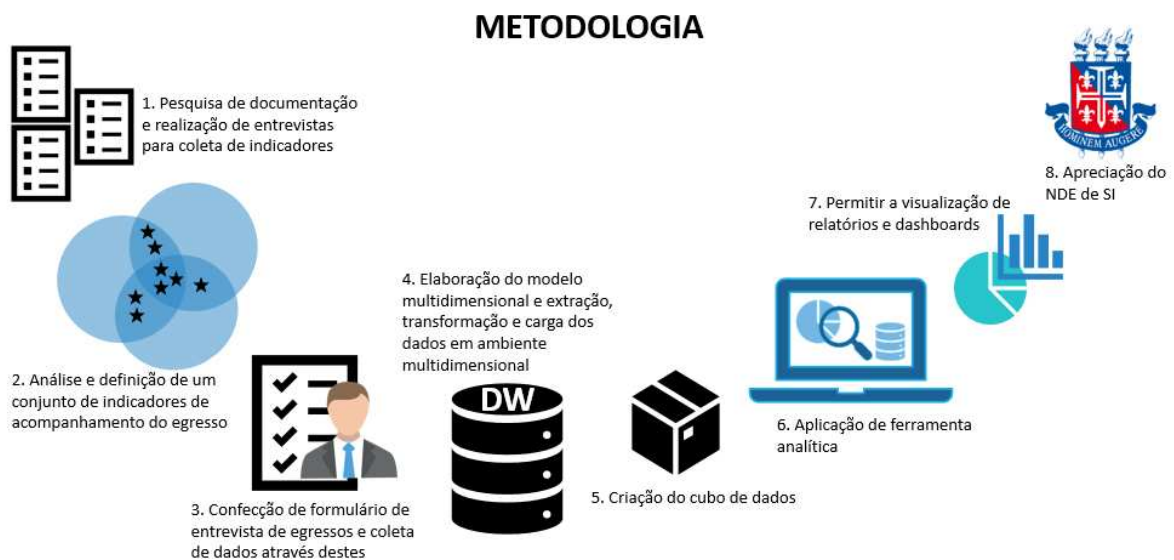 METODOLOGIA
1. Pesquisa de documentação
e realização de entrevistas
para coleta de indicadores
2. Análise e definição de um
conjunto de indicadores de
acompanhamento do egresso
3. Confecção de formulário de
entrevista de egressos e coleta
de dados através destes
4. Elaboração do modelo
multidimensional e extração,
transformação e carga dos
dados em ambiente
multidimensional
DW
5. Criação do cubo de dados
6. Aplicação de ferramenta
analítica
7. Permitir a visualização de
relatórios e dashboards
HOMINEM AUGERE
8. Apreciação do
NDE de SI